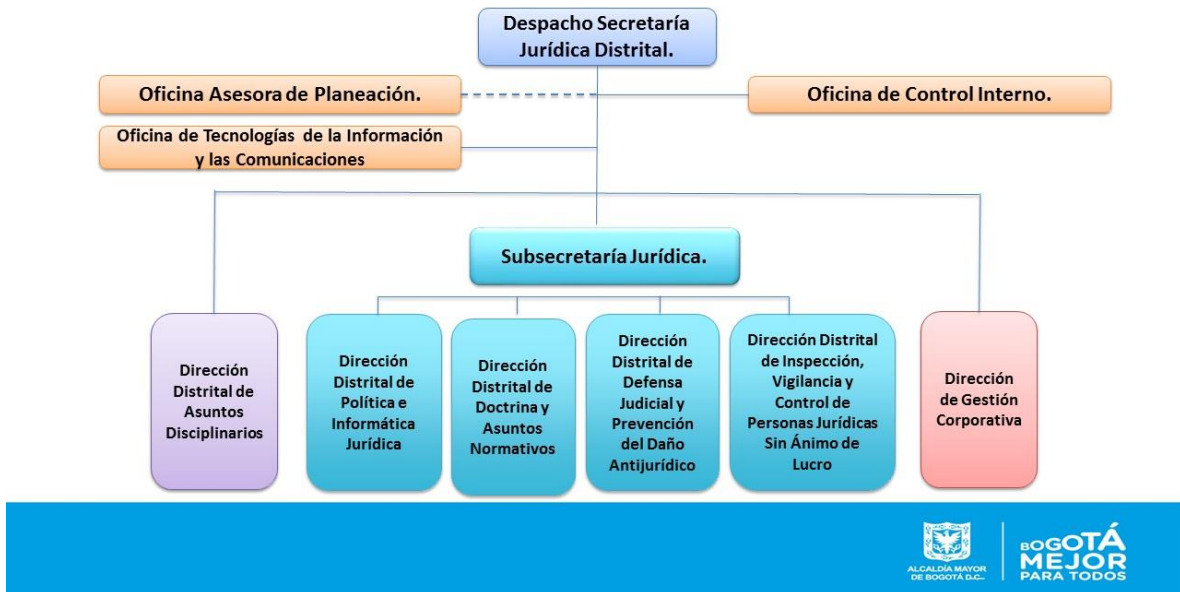 Despacho Secretaría
Jurídica Distrital.
Oficina Asesora de Planeación.
Oficina de Control Interno.
Oficina de Tecnologías de la Información
y las Comunicaciones
Subsecretaría Jurídica.
Dirección
Distrital de
Asuntos
Disciplinarios
Dirección
Distrital de
Política e
Informática
Jurídica
Dirección
Distrital de
Doctrina y
Asuntos
Normativos
Dirección
Distrital de
Defensa
Judicial y
Prevención
del Daño
Antijurídico
Dirección Distrital
de Inspección,
Vigilancia y
Control de
Personas Jurídicas
Sin Ánimo de
Lucro
Dirección
de Gestión
Corporativa
ALCALDÍA MAYOR
DE BOGOTÁ D.C.
BOGOTÁ
MEJOR
PARA TODOS